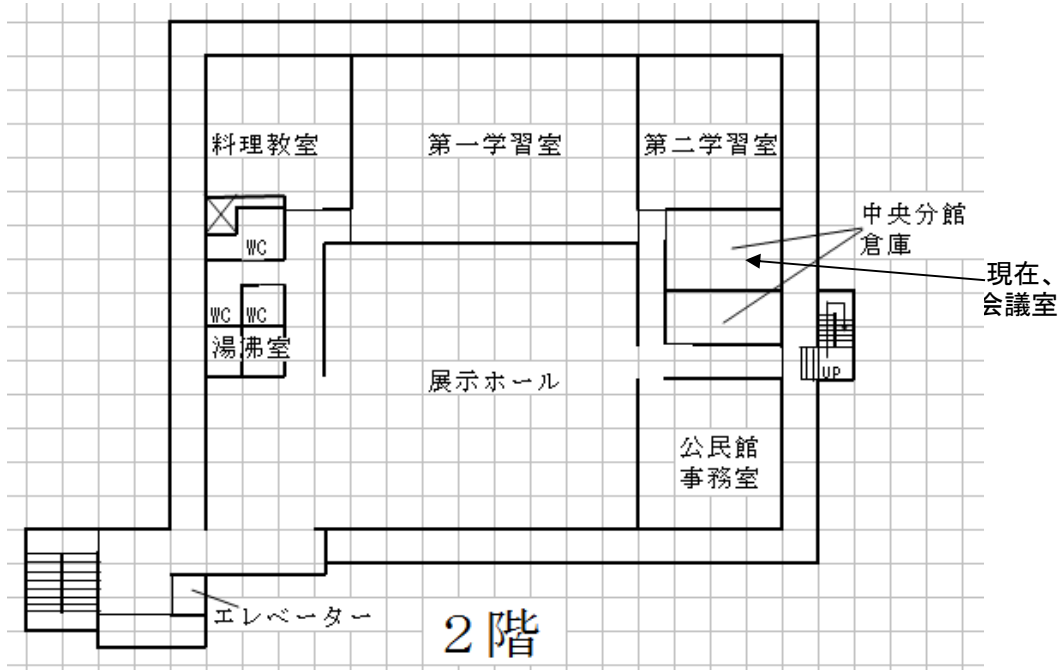 料理教室
第一学習室
第二学習室
中央分館
倉庫
現在、
会議室
WC
WC
WC
湯沸室
UP
展示ホール
公民館
事務室
エレベーター
2階